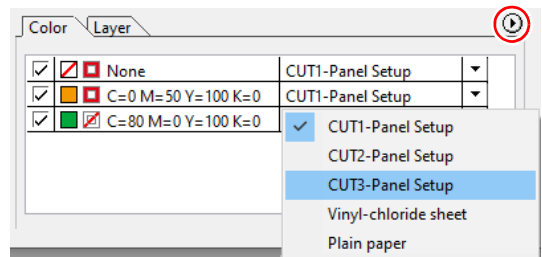 Color Layer
None CUT1-Panel Setup
C=0 M=50 Y=100 K=0 CUT1-Panel Setup
C=80 M=0 Y=100 K=0
CUT1-Panel Setup
CUT2-Panel Setup
CUT3-Panel Setup
Vinyl-chloride sheet
Plain paper